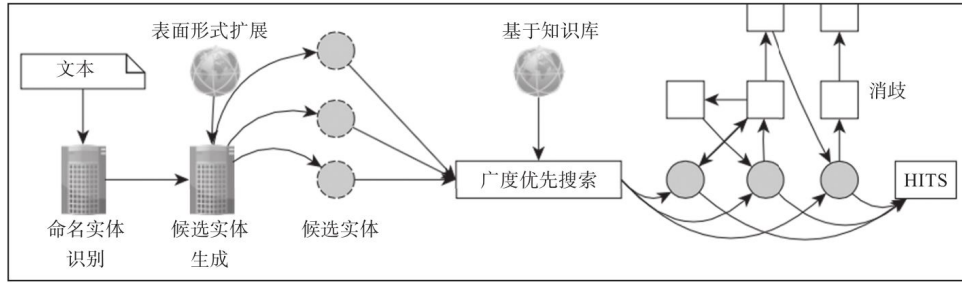 表面形式扩展
基于知识库
文本
消歧
广度优先搜索
HITS
命名实体
识别
候选实体
生成
候选实体